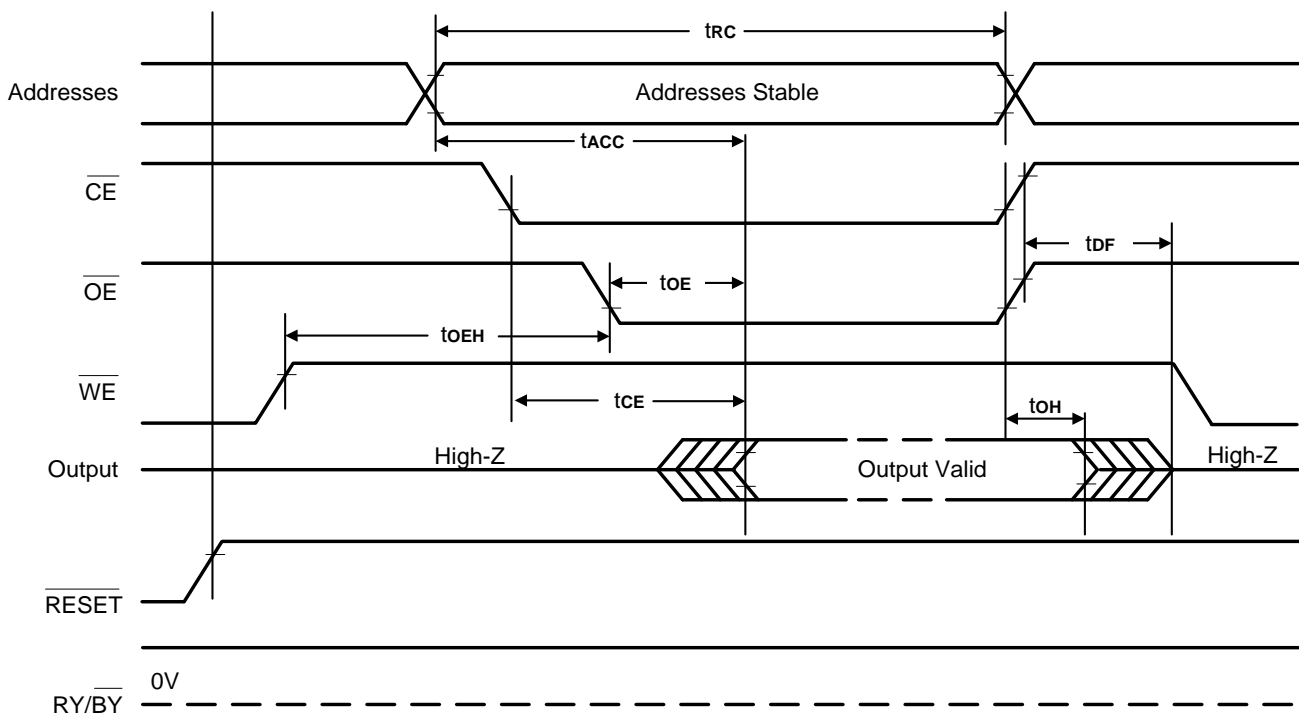 tRC
Addresses
Addresses Stable
tACC
CE
tDF
OE
tOE
tOEH
WE
tCE
tOH
High-Z
Output
Output Valid
High-Z
RESET
0V
RY/BY